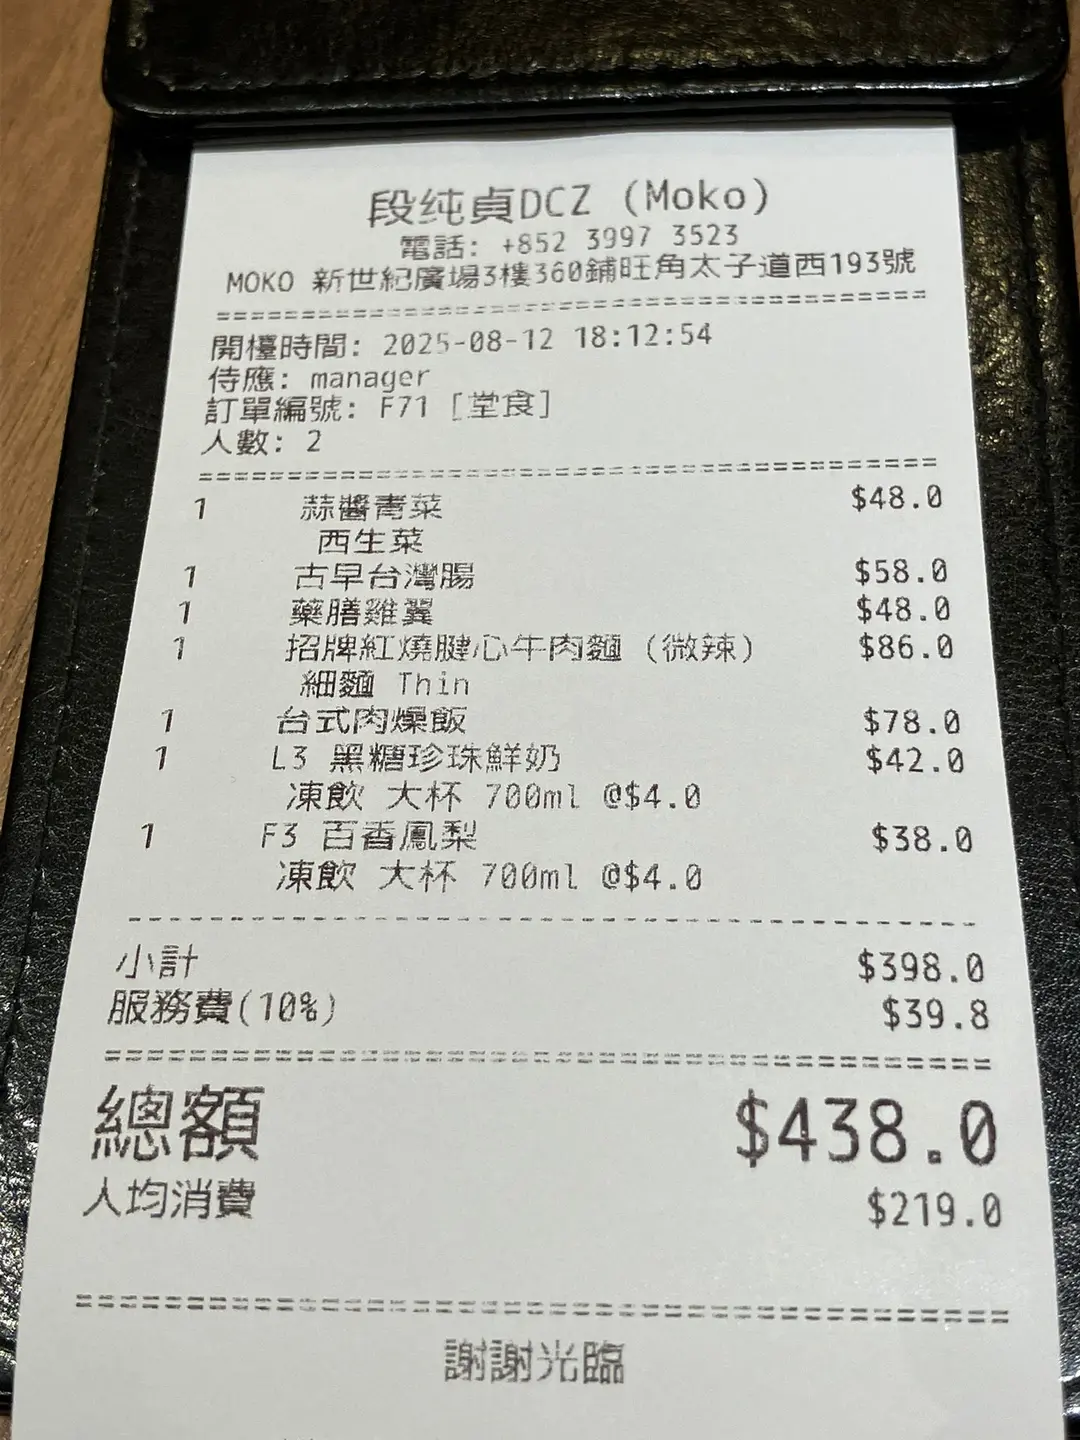 段纯貞DCZ (Moko)
電話: +852 3997 3523
MOKO 新世紀廣場3樓360鋪旺角太子道西193號
開檯時間: 2025-08-12 18:12:54
侍應: manager
訂單編號: F71 [堂食]
人數: 2
1 蒜醬青菜 $48.0
西生菜
1 古早台灣腸 $58.0
1 藥膳雞翼 $48.0
1 招牌紅燒腱心牛肉麵 (微辣) $86.0
細麵 Thin
1 台式肉燥飯 $78.0
1 L3 黑糖珍珠鮮奶 $42.0
凍飲 大杯 700ml @$4.0
1 F3 百香鳳梨 $38.0
凍飲 大杯 700ml @$4.0
小計 $398.0
服務費(10%) $39.8
總額 $438.0
人均消費 $219.0
謝謝光臨